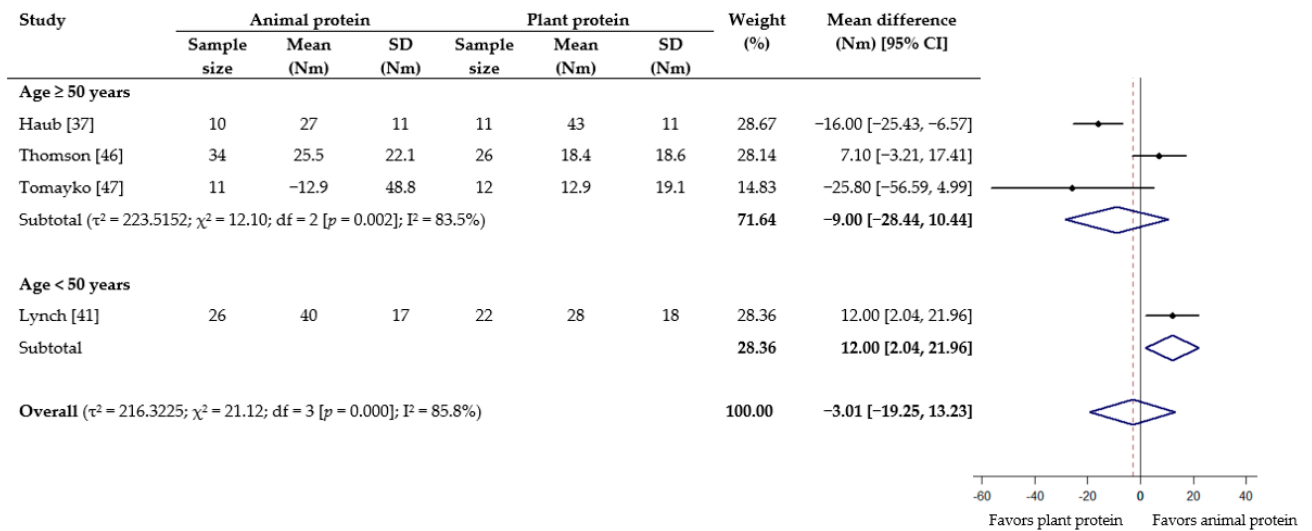 Study Animal protein Plant protein Weight Mean difference
Sample Mean SD Sample Mean SD (%) (Nm) [95% CI]
size (Nm) (Nm) size (Nm) (Nm)
Age ≥ 50 years
Haub [37] 10 27 11 11 43 11 28.67 −16.00 [−25.43, −6.57]
Thomson [46] 34 25.5 22.1 26 18.4 18.6 28.14 7.10 [−3.21, 17.41]
Tomayko [47] 11 −12.9 48.8 12 12.9 19.1 14.83 −25.80 [−56.59, 4.99]
Subtotal (τ² = 223.5152; χ² = 12.10; df = 2 [p = 0.002]; I² = 83.5%) 71.64 −9.00 [−28.44, 10.44]
Age < 50 years
Lynch [41] 26 40 17 22 28 18 28.36 12.00 [2.04, 21.96]
Subtotal 28.36 12.00 [2.04, 21.96]
Overall (τ² = 216.3225; χ² = 21.12; df = 3 [p = 0.000]; I² = 85.8%) 100.00 −3.01 [−19.25, 13.23]
-60 -40 -20 0 20 40
Favors plant protein Favors animal protein